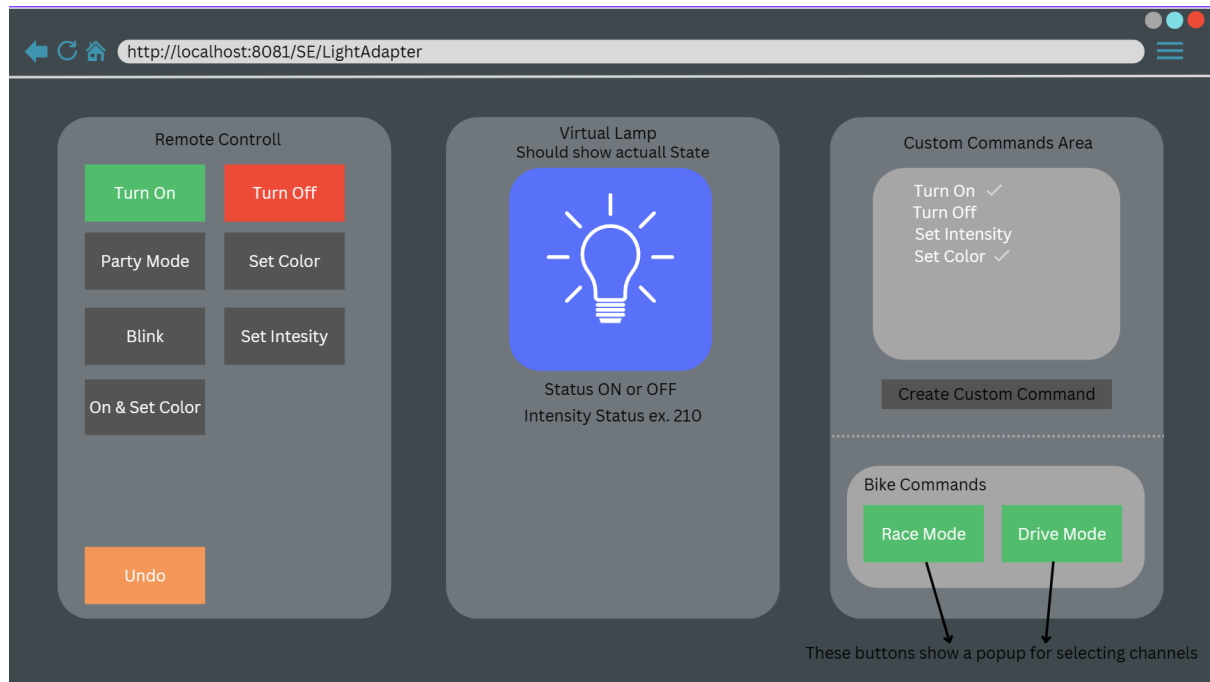 http://localhost:8081/SE/LightAdapter
Remote Controll
Turn On
Turn Off
Party Mode
Set Color
Blink
Set Intesity
On & Set Color
Undo
Virtual Lamp
Should show actuall State
Status ON or OFF
Intensity Status ex. 210
Custom Commands Area
Turn On ✓
Turn Off
Set Intensity
Set Color ✓
Create Custom Command
Bike Commands
Race Mode
Drive Mode
These buttons show a popup for selecting channels